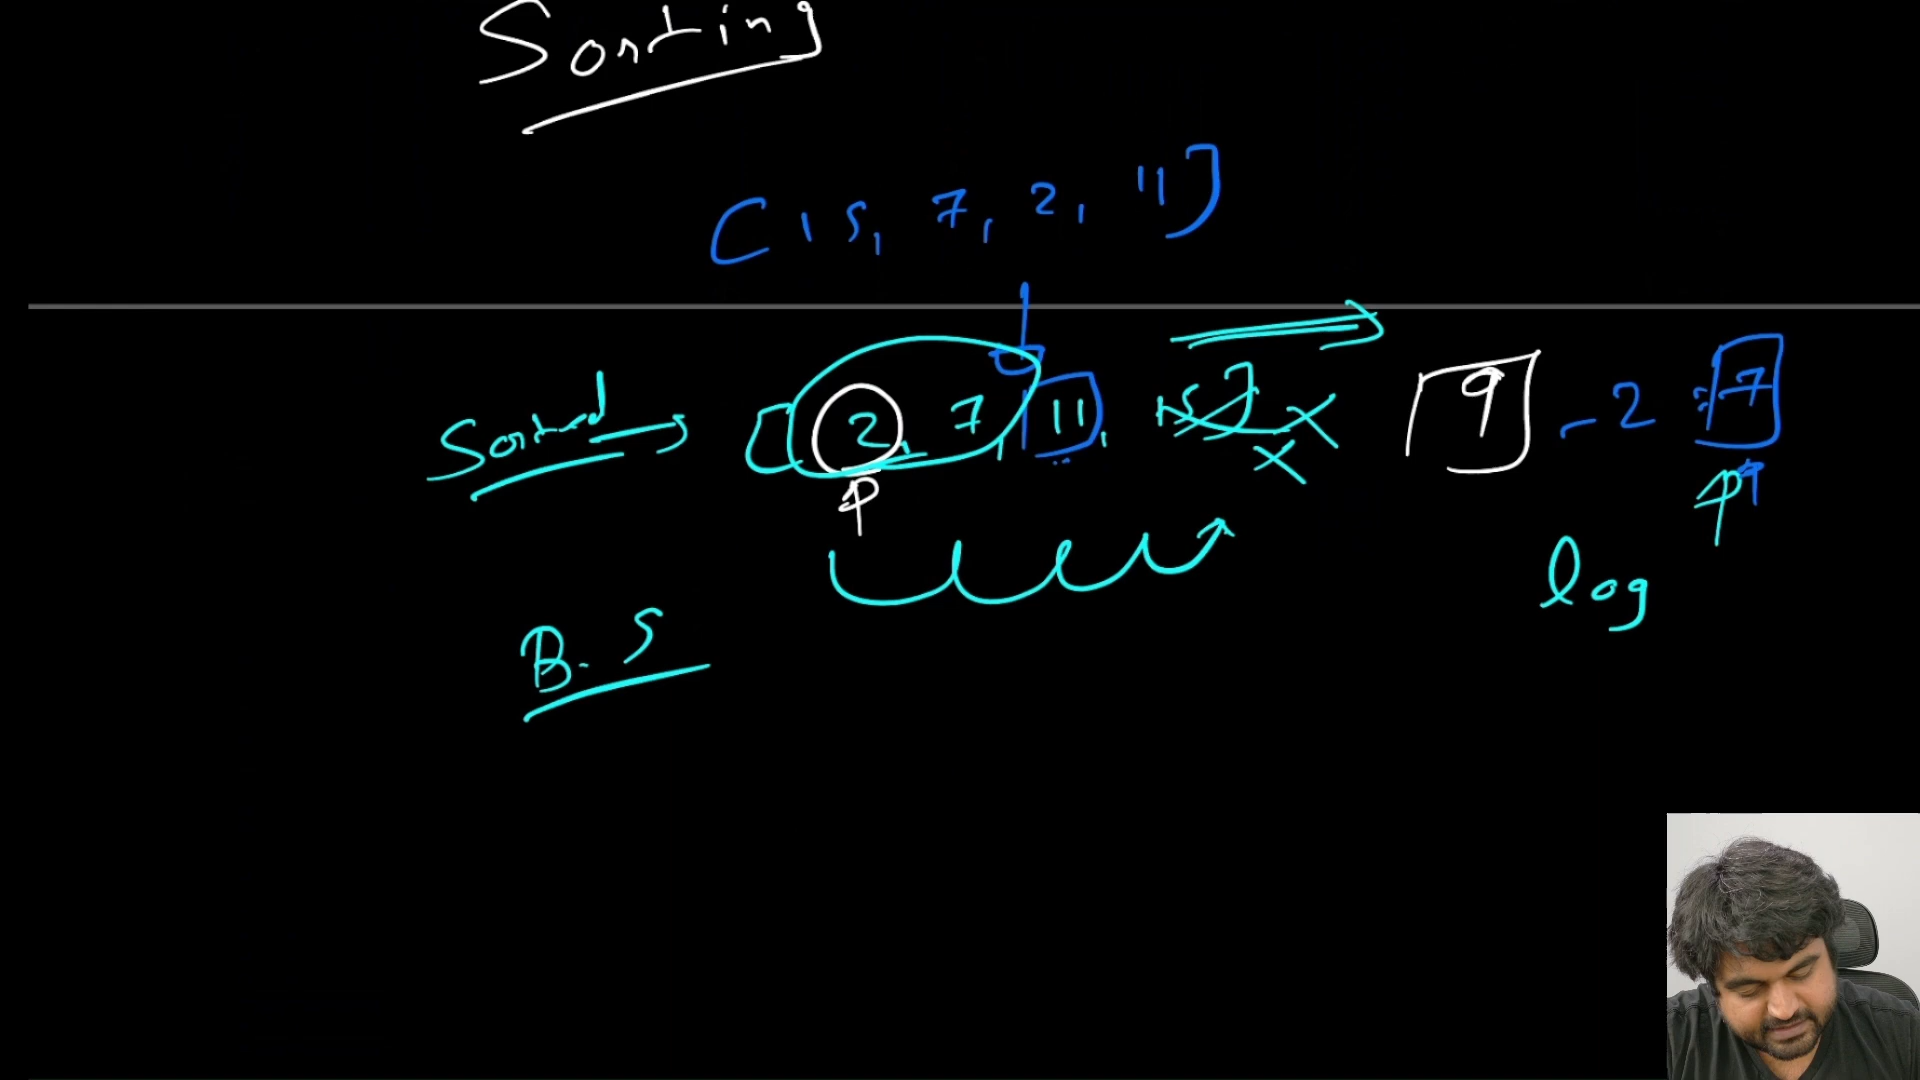 Sorting
[15, 7, 2, 11]
Sorted → [2, 7, 11, 15] 9 - 2 = 7
P P
log
B. S